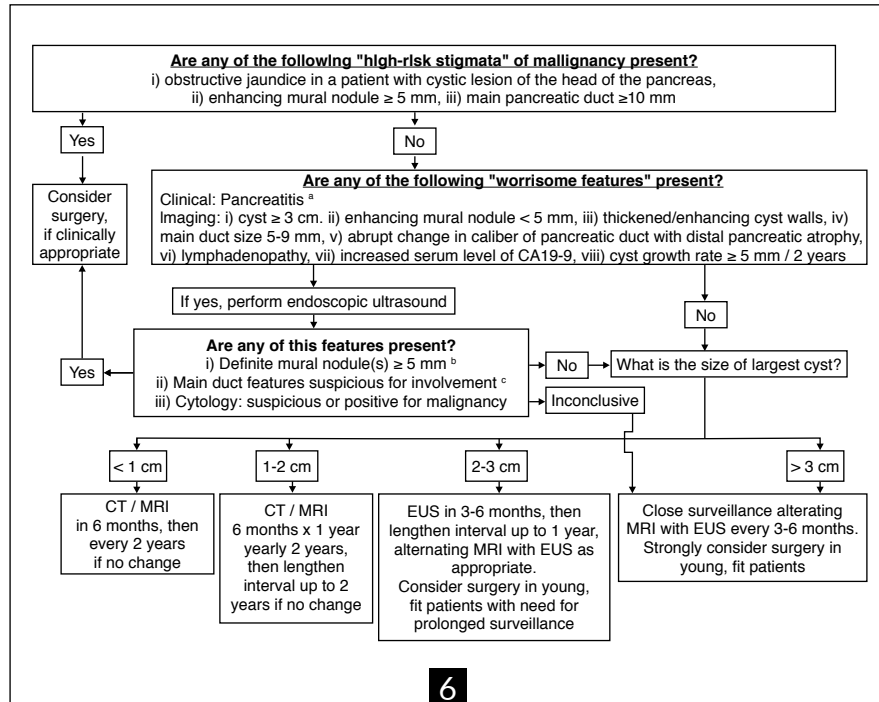 Are any of the followlng "hlgh-rlsk stigmata" of mallignancy present?
i) obstructive jaundice in a patient with cystic lesion of the head of the pancreas,
ii) enhancing mural nodule ≥ 5 mm, iii) main pancreatic duct ≥10 mm
Yes
No
Consider
surgery,
if clinically
appropriate
Are any of the following "worrisome features" present?
Clinical: Pancreatitis ᵃ
Imaging: i) cyst ≥ 3 cm. ii) enhancing mural nodule < 5 mm, iii) thickened/enhancing cyst walls, iv)
main duct size 5-9 mm, v) abrupt change in caliber of pancreatic duct with distal pancreatic atrophy,
vi) lymphadenopathy, vii) increased serum level of CA19-9, viii) cyst growth rate ≥ 5 mm / 2 years
If yes, perform endoscopic ultrasound
No
Are any of this features present?
i) Definite mural nodule(s) ≥ 5 mm ᵇ
ii) Main duct features suspicious for involvement ᶜ
iii) Cytology: suspicious or positive for malignancy
Yes
No
What is the size of largest cyst?
Inconclusive
< 1 cm
1-2 cm
2-3 cm
> 3 cm
CT / MRI
in 6 months, then
every 2 years
if no change
CT / MRI
6 months x 1 year
yearly 2 years,
then lengthen
interval up to 2
years if no change
EUS in 3-6 months, then
lengthen interval up to 1 year,
alternating MRI with EUS as
appropriate.
Consider surgery in young,
fit patients with need for
prolonged surveillance
Close surveillance alterating
MRI with EUS every 3-6 months.
Strongly consider surgery in
young, fit patients
6